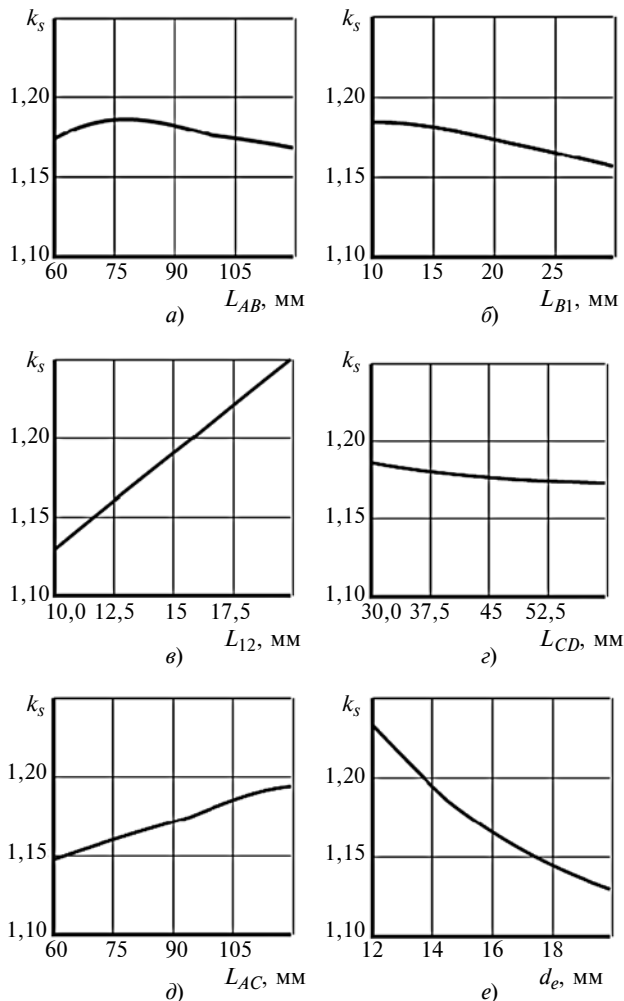 k_s
1,20
1,15
1,10
60 75 90 105
L_AB, мм
а)
k_s
1,20
1,15
1,10
10 15 20 25
L_B1, мм
б)
k_s
1,20
1,15
1,10
10,0 12,5 15 17,5
L_12, мм
в)
k_s
1,20
1,15
1,10
30,0 37,5 45 52,5
L_CD, мм
г)
k_s
1,20
1,15
1,10
60 75 90 105
L_AC, мм
д)
k_s
1,20
1,15
1,10
12 14 16 18
d_e, мм
е)